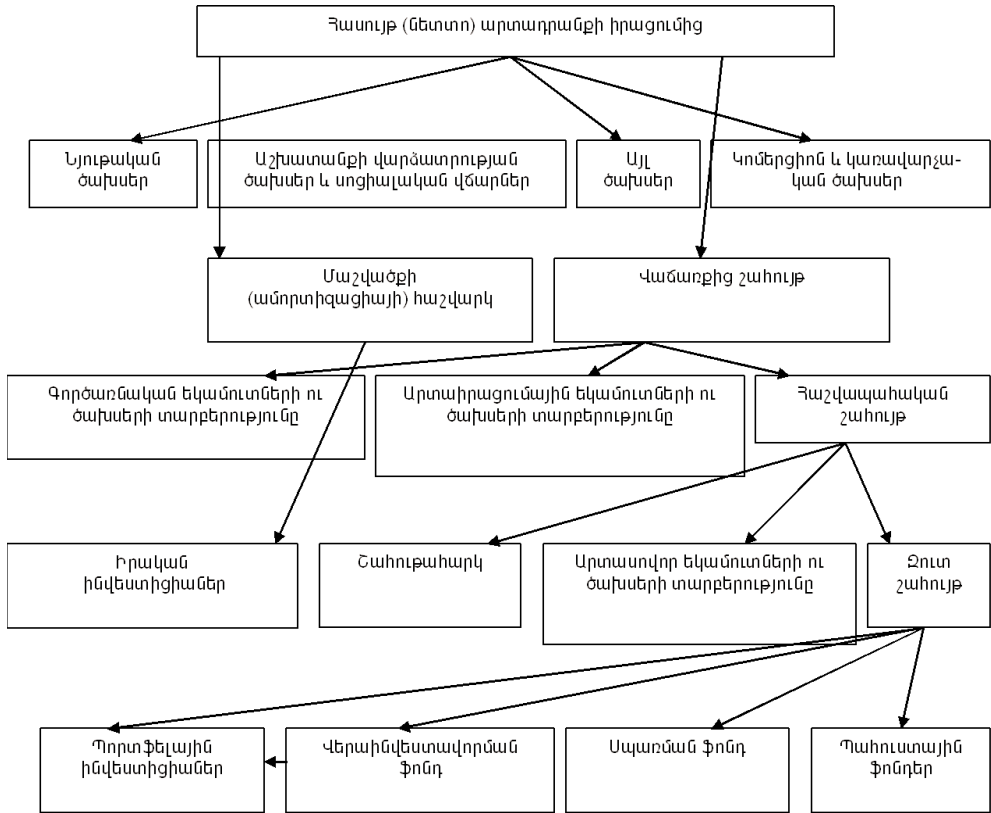 Հասույթ (նետտո) արտադրանքի իրացումից
Նյութական
ծախսեր
Աշխատանքի վարձատրության
ծախսեր և սոցիալական վճարներ
Այլ
ծախսեր
Կոմերցիոն և կառավարչա-
կան ծախսեր
Մաշվածքի
(ամորտիզացիայի) հաշվարկ
Վաճառքից շահույթ
Գործառնական եկամուտների ու
ծախսերի տարբերությունը
Արտաիրացումային եկամուտների ու
ծախսերի տարբերությունը
Հաշվապահական
շահույթ
Իրական
ինվեստիցիաներ
Շահութահարկ
Արտասովոր եկամուտների ու
ծախսերի տարբերությունը
Զուտ
շահույթ
Պորտֆելային
ինվեստիցիաներ
Վերաինվեստավորման
ֆոնդ
Սպառման ֆոնդ
Պահուստային
ֆոնդեր